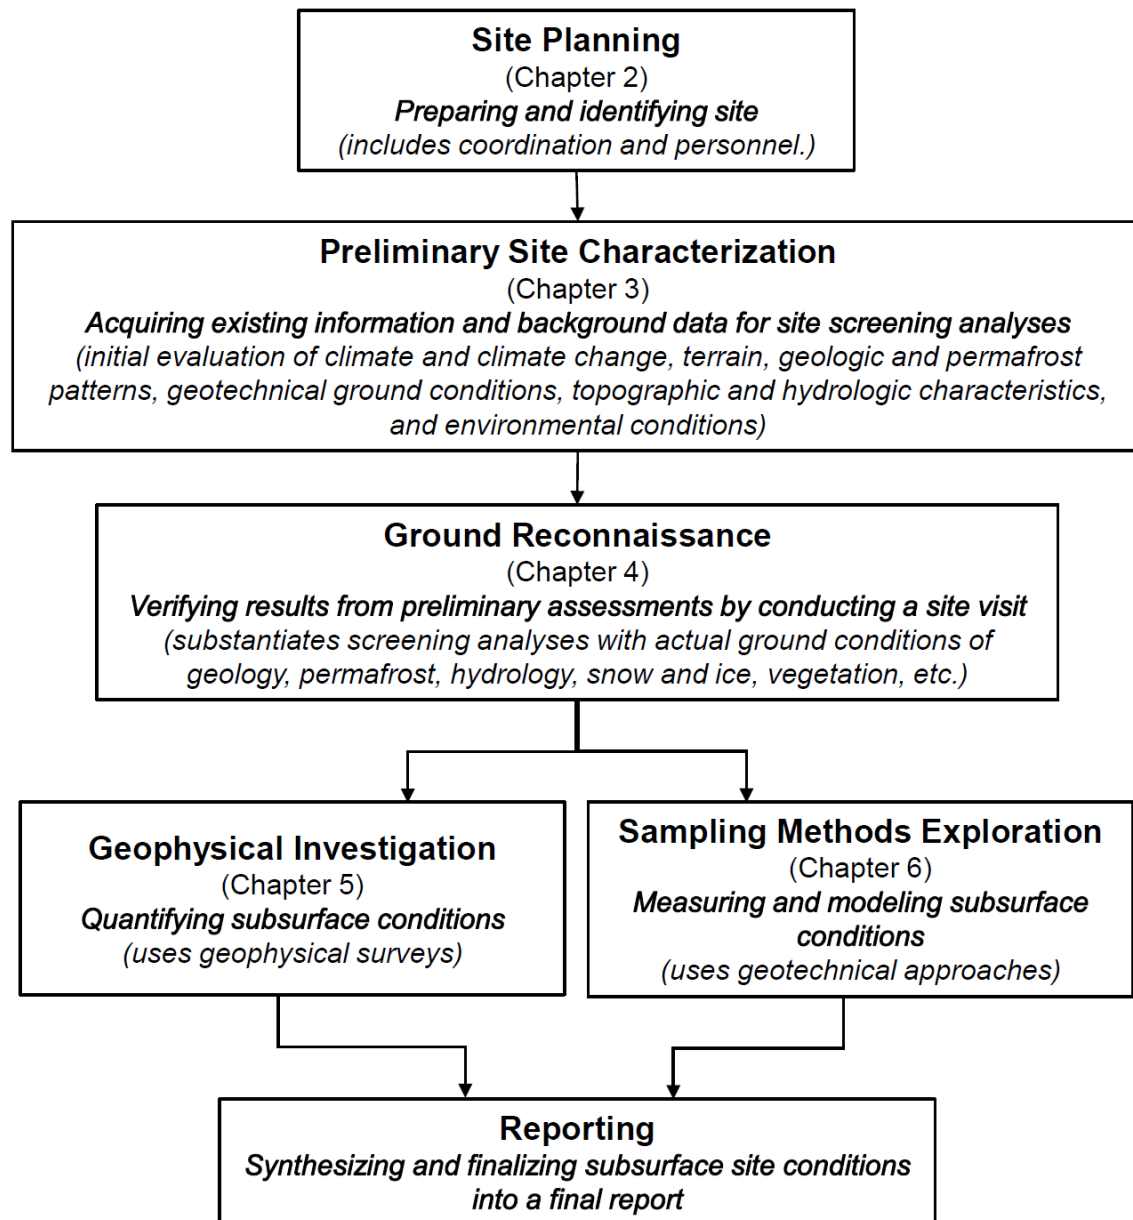 Site Planning
(Chapter 2)
Preparing and identifying site
(includes coordination and personnel.)
Preliminary Site Characterization
(Chapter 3)
Acquiring existing information and background data for site screening analyses
(initial evaluation of climate and climate change, terrain, geologic and permafrost
patterns, geotechnical ground conditions, topographic and hydrologic characteristics,
and environmental conditions)
Ground Reconnaissance
(Chapter 4)
Verifying results from preliminary assessments by conducting a site visit
(substantiates screening analyses with actual ground conditions of
geology, permafrost, hydrology, snow and ice, vegetation, etc.)
Geophysical Investigation
(Chapter 5)
Quantifying subsurface conditions
(uses geophysical surveys)
Sampling Methods Exploration
(Chapter 6)
Measuring and modeling subsurface
conditions
(uses geotechnical approaches)
Reporting
Synthesizing and finalizing subsurface site conditions
into a final report